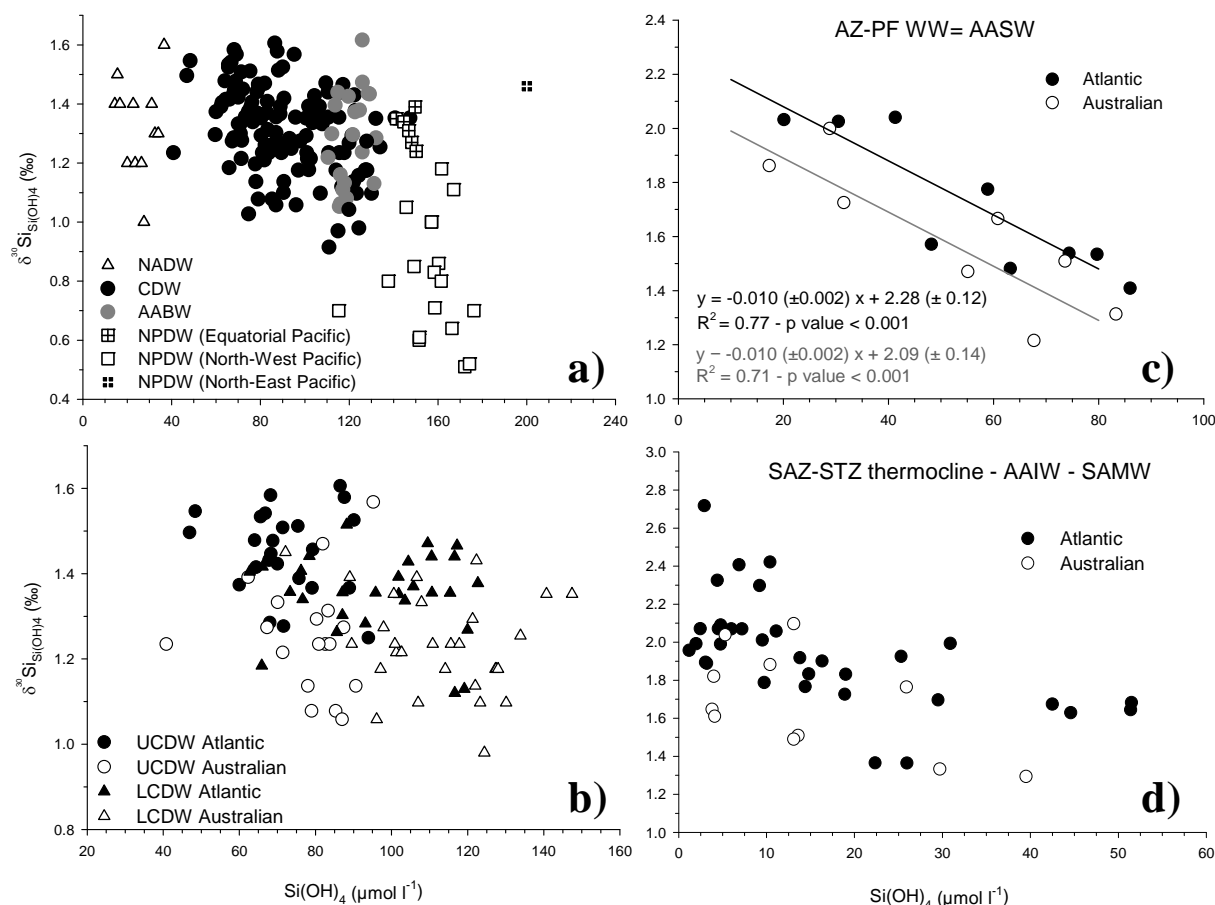 1.6
1.4
1.2
1.0
0.8
0.6
0.4
δ³⁰Si_Si(OH)4 (‰)
NADW
CDW
AABW
NPDW (Equatorial Pacific)
NPDW (North-West Pacific)
NPDW (North-East Pacific)
a)
0 40 80 120 160 200 240
2.4
2.2
2.0
1.8
1.6
1.4
1.2
1.0
AZ-PF WW= AASW
Atlantic
Australian
y = -0.010 (±0.002) x + 2.28 (± 0.12)
R² = 0.77 - p value < 0.001
y = -0.010 (±0.002) x + 2.09 (± 0.14)
R² = 0.71 - p value < 0.001
c)
0 20 40 60 80 100
1.6
1.4
1.2
1.0
0.8
δ³⁰Si_Si(OH)4 (‰)
UCDW Atlantic
UCDW Australian
LCDW Atlantic
LCDW Australian
b)
20 40 60 80 100 120 140 160
Si(OH)₄ (µmol l⁻¹)
3.0
2.8
2.6
2.4
2.2
2.0
1.8
1.6
1.4
1.2
1.0
SAZ-STZ thermocline - AAIW - SAMW
Atlantic
Australian
d)
0 10 20 30 40 50 60
Si(OH)₄ (µmol l⁻¹)